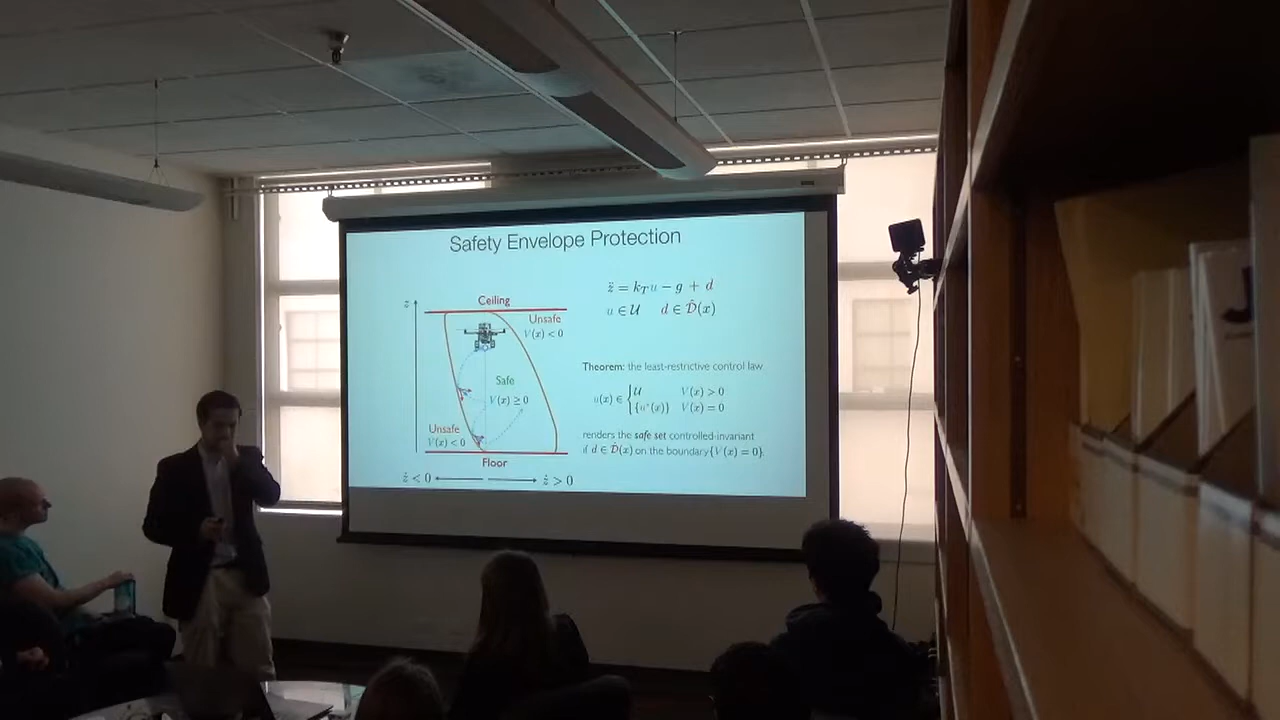 Safety Envelope Protection
z
Ceiling
Unsafe
V(x) < 0
Safe
V(x) ≥ 0
Unsafe
V(x) < 0
Floor
ż < 0
ż > 0
z̈ = k_T u − g + d
u ∈ 𝒰 d ∈ D̂(x)
Theorem: the least-restrictive control law
u(x) ∈ { 𝒰 V(x) > 0
{u*(x)} V(x) = 0
renders the safe set controlled-invariant
if d ∈ D̂(x) on the boundary {V(x) = 0}.